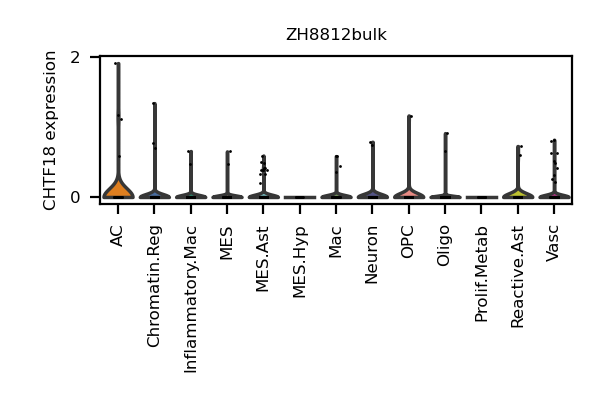 ZH8812bulk
CHTF18 expression
2
0
AC
Chromatin.Reg
Inflammatory.Mac
MES
MES.Ast
MES.Hyp
Mac
Neuron
OPC
Oligo
Prolif.Metab
Reactive.Ast
Vasc